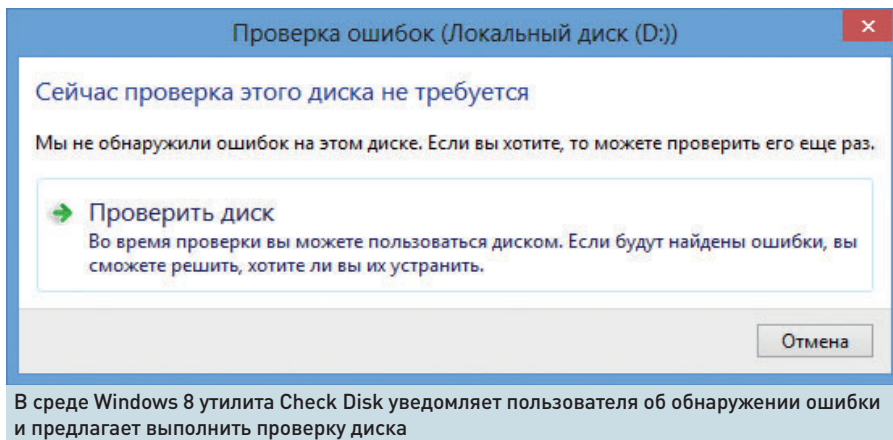 Проверка ошибок (Локальный диск (D:))
Сейчас проверка этого диска не требуется
Мы не обнаружили ошибок на этом диске. Если вы хотите, то можете проверить его еще раз.
Проверить диск
Во время проверки вы можете пользоваться диском. Если будут найдены ошибки, вы
сможете решить, хотите ли вы их устранить.
Отмена
В среде Windows 8 утилита Check Disk уведомляет пользователя об обнаружении ошибки
и предлагает выполнить проверку диска